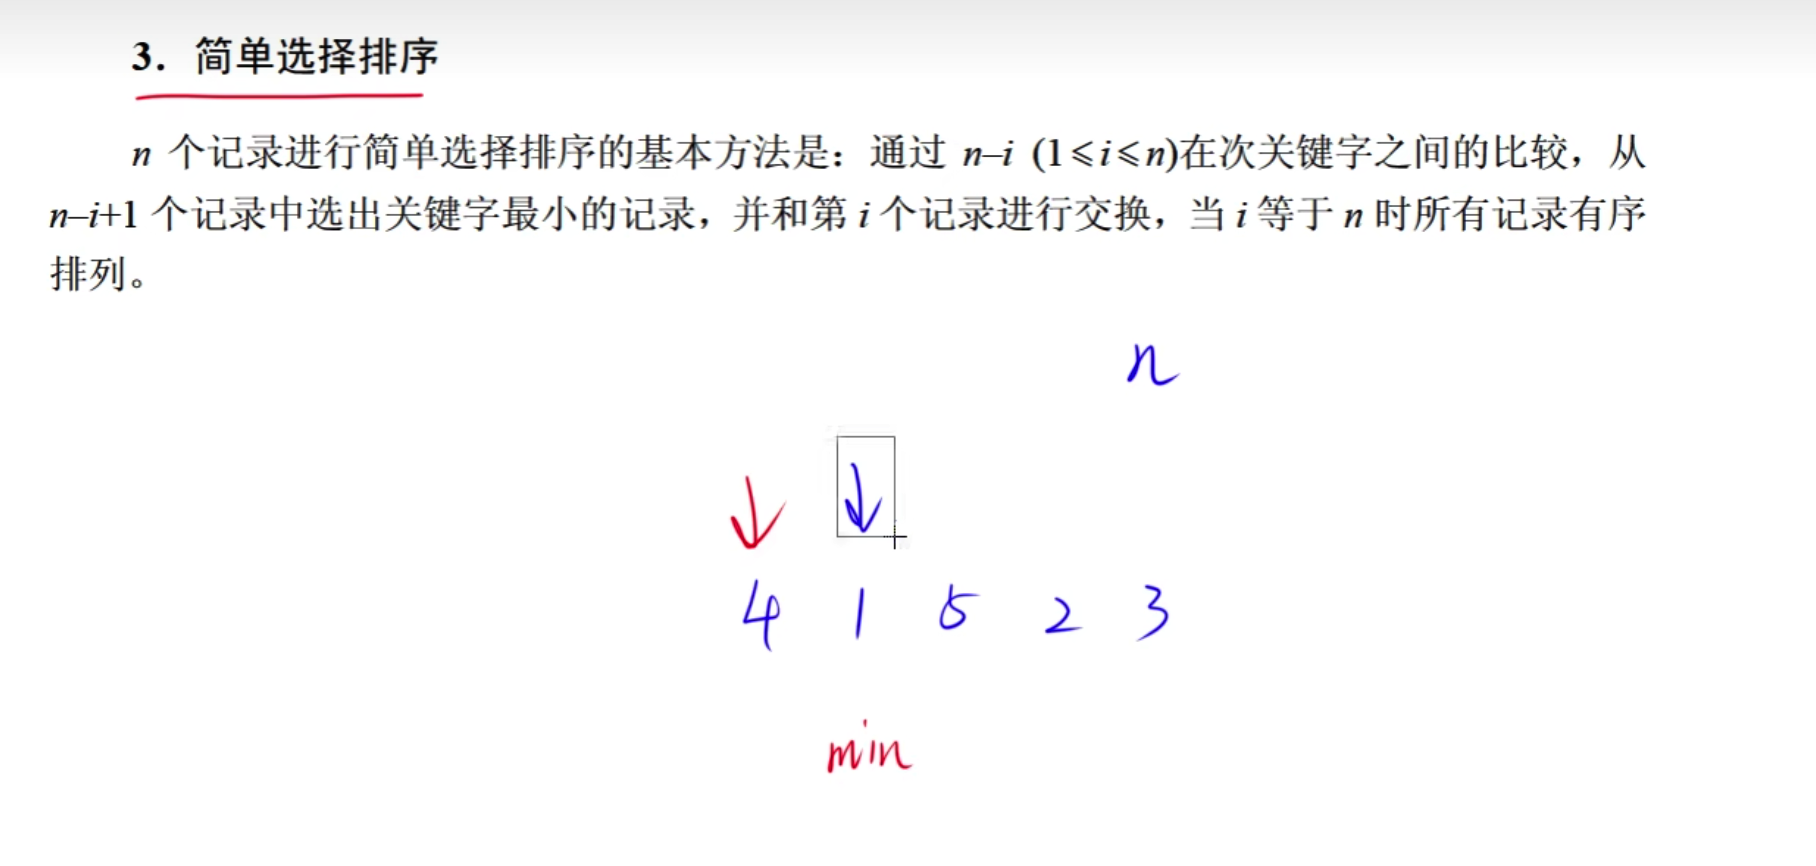 3. 简单选择排序
n 个记录进行简单选择排序的基本方法是：通过 n–i (1≤i≤n)在次关键字之间的比较，从
n–i+1 个记录中选出关键字最小的记录，并和第 i 个记录进行交换，当 i 等于 n 时所有记录有序
排列。
n
4 1 5 2 3
min